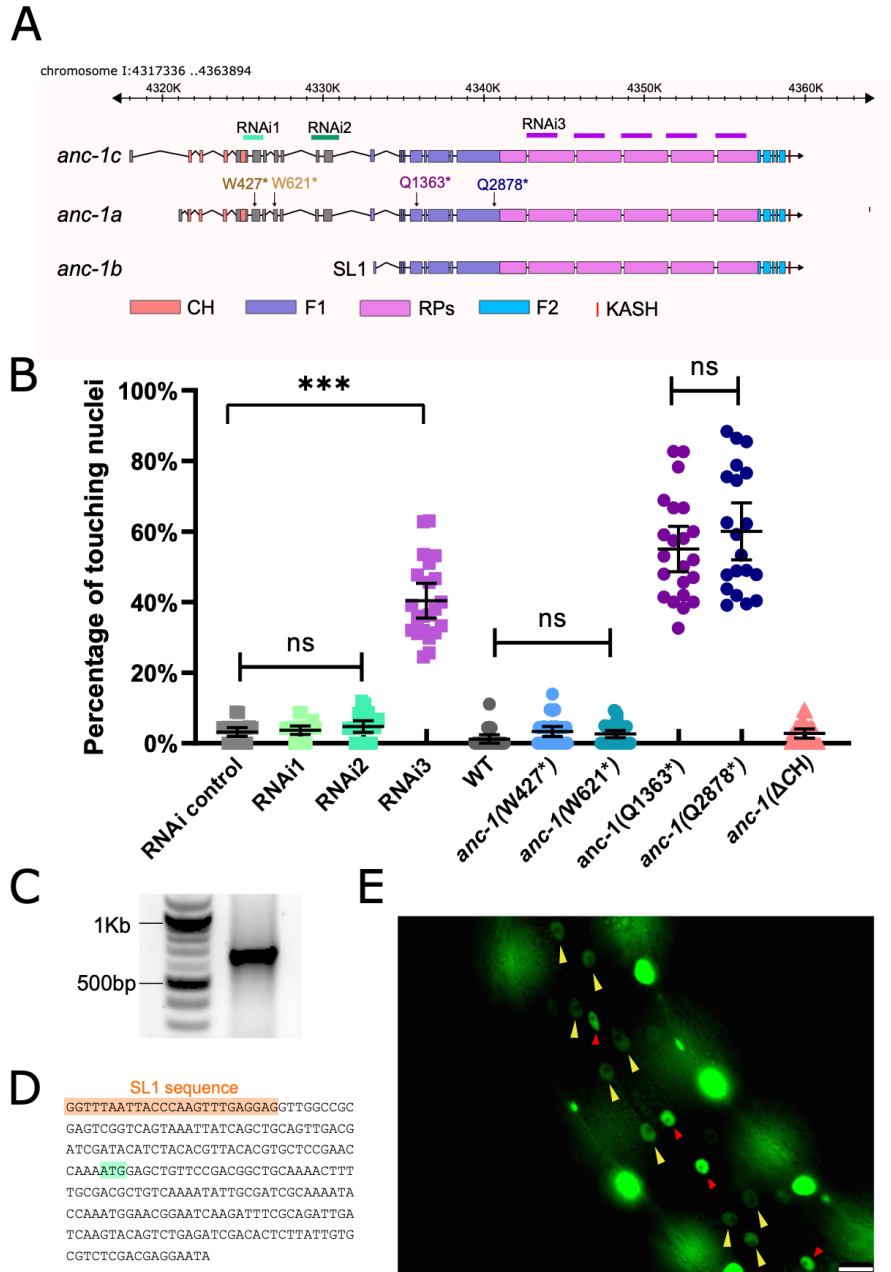 A
chromosome I:4317336 ..4363894
4320K 4330K 4340K 4350K 4360K
RNAi1 RNAi2 RNAi3
anc-1c
W427* W621* Q1363* Q2878*
anc-1a
anc-1b SL1
CH F1 RPs F2 KASH
B
Percentage of touching nuclei
100%
80%
60%
40%
20%
0%
*** ns ns ns
RNAi control RNAi1 RNAi2 RNAi3 WT anc-1(W427*) anc-1(W621*) anc-1(Q1363*) anc-1(Q2878*) anc-1(ΔCH)
C
1Kb
500bp
D
SL1 sequence
GGTTTAATTACCCAAGTTTGAGGAGGTTGGCCGC
GAGTCGGTCAGTAAATTATCAGCTGCAGTTGACG
ATCGATACATCTACACGTTACACGTGCTCCGAAC
CAAAATGGAGCTGTTCCGACGGCTGCAAAACTTT
TGCGACGCTGTCAAAATATTGCGATCGCAAAATA
CCAAATGGAACGGAATCAAGATTTCGCAGATTGA
TCAAGTACAGTCTGAGATCGACACTCTTATTGTG
CGTCTCGACGAGGAATA
E